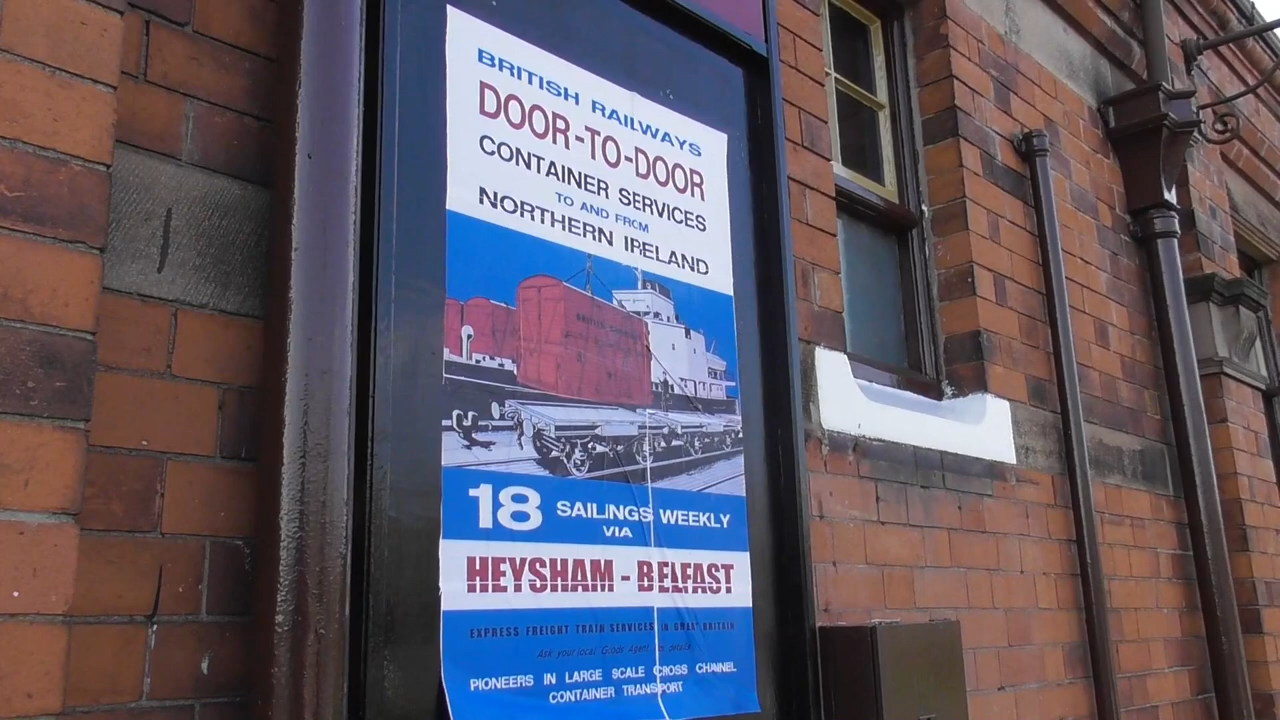 BRITISH RAILWAYS
DOOR-TO-DOOR
CONTAINER SERVICES
TO AND FROM
NORTHERN IRELAND
18 SAILINGS WEEKLY
VIA
HEYSHAM - BELFAST
EXPRESS FREIGHT TRAIN SERVICES IN GREAT BRITAIN
Ask your local Goods Agent for details
PIONEERS IN LARGE SCALE CROSS CHANNEL
CONTAINER TRANSPORT